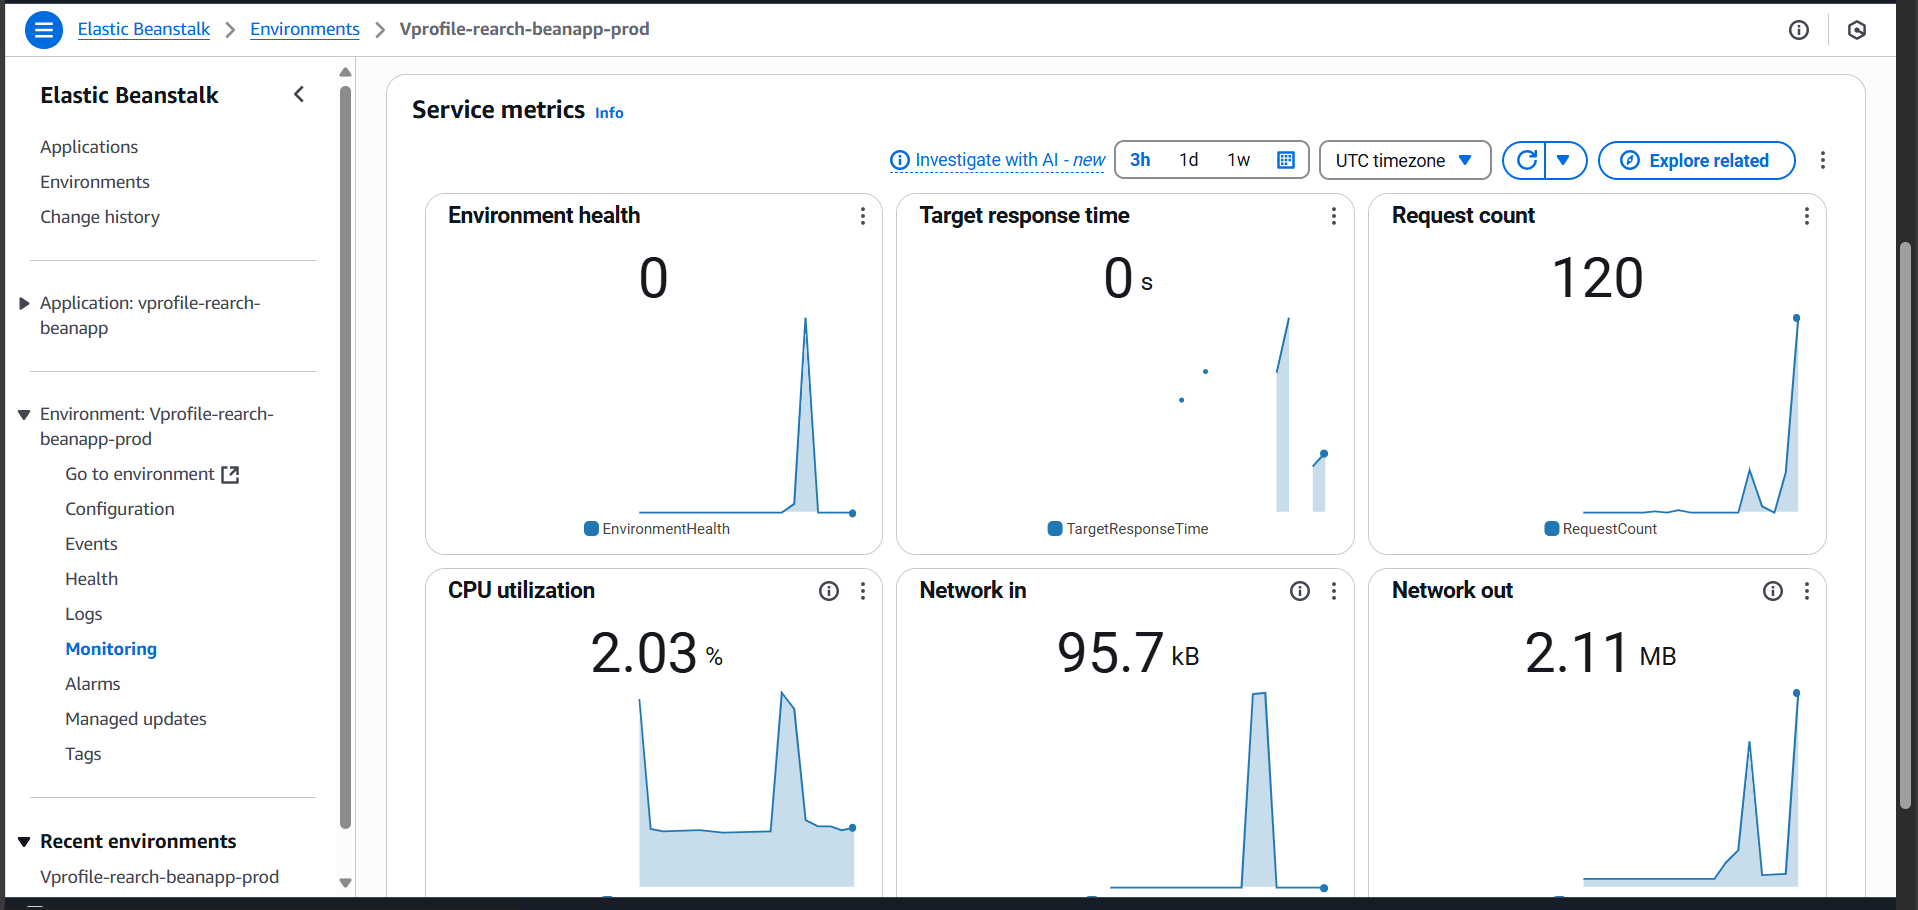 Elastic Beanstalk > Environments > Vprofile-rearch-beanapp-prod
Elastic Beanstalk
Applications
Environments
Change history
Application: vprofile-rearch-
beanapp
Environment: Vprofile-rearch-
beanapp-prod
Go to environment
Configuration
Events
Health
Logs
Monitoring
Alarms
Managed updates
Tags
Recent environments
Vprofile-rearch-beanapp-prod
Service metrics Info
Investigate with AI - new 3h 1d 1w UTC timezone Explore related
Environment health
0
EnvironmentHealth
Target response time
0 s
TargetResponseTime
Request count
120
RequestCount
CPU utilization
2.03 %
Network in
95.7 kB
Network out
2.11 MB